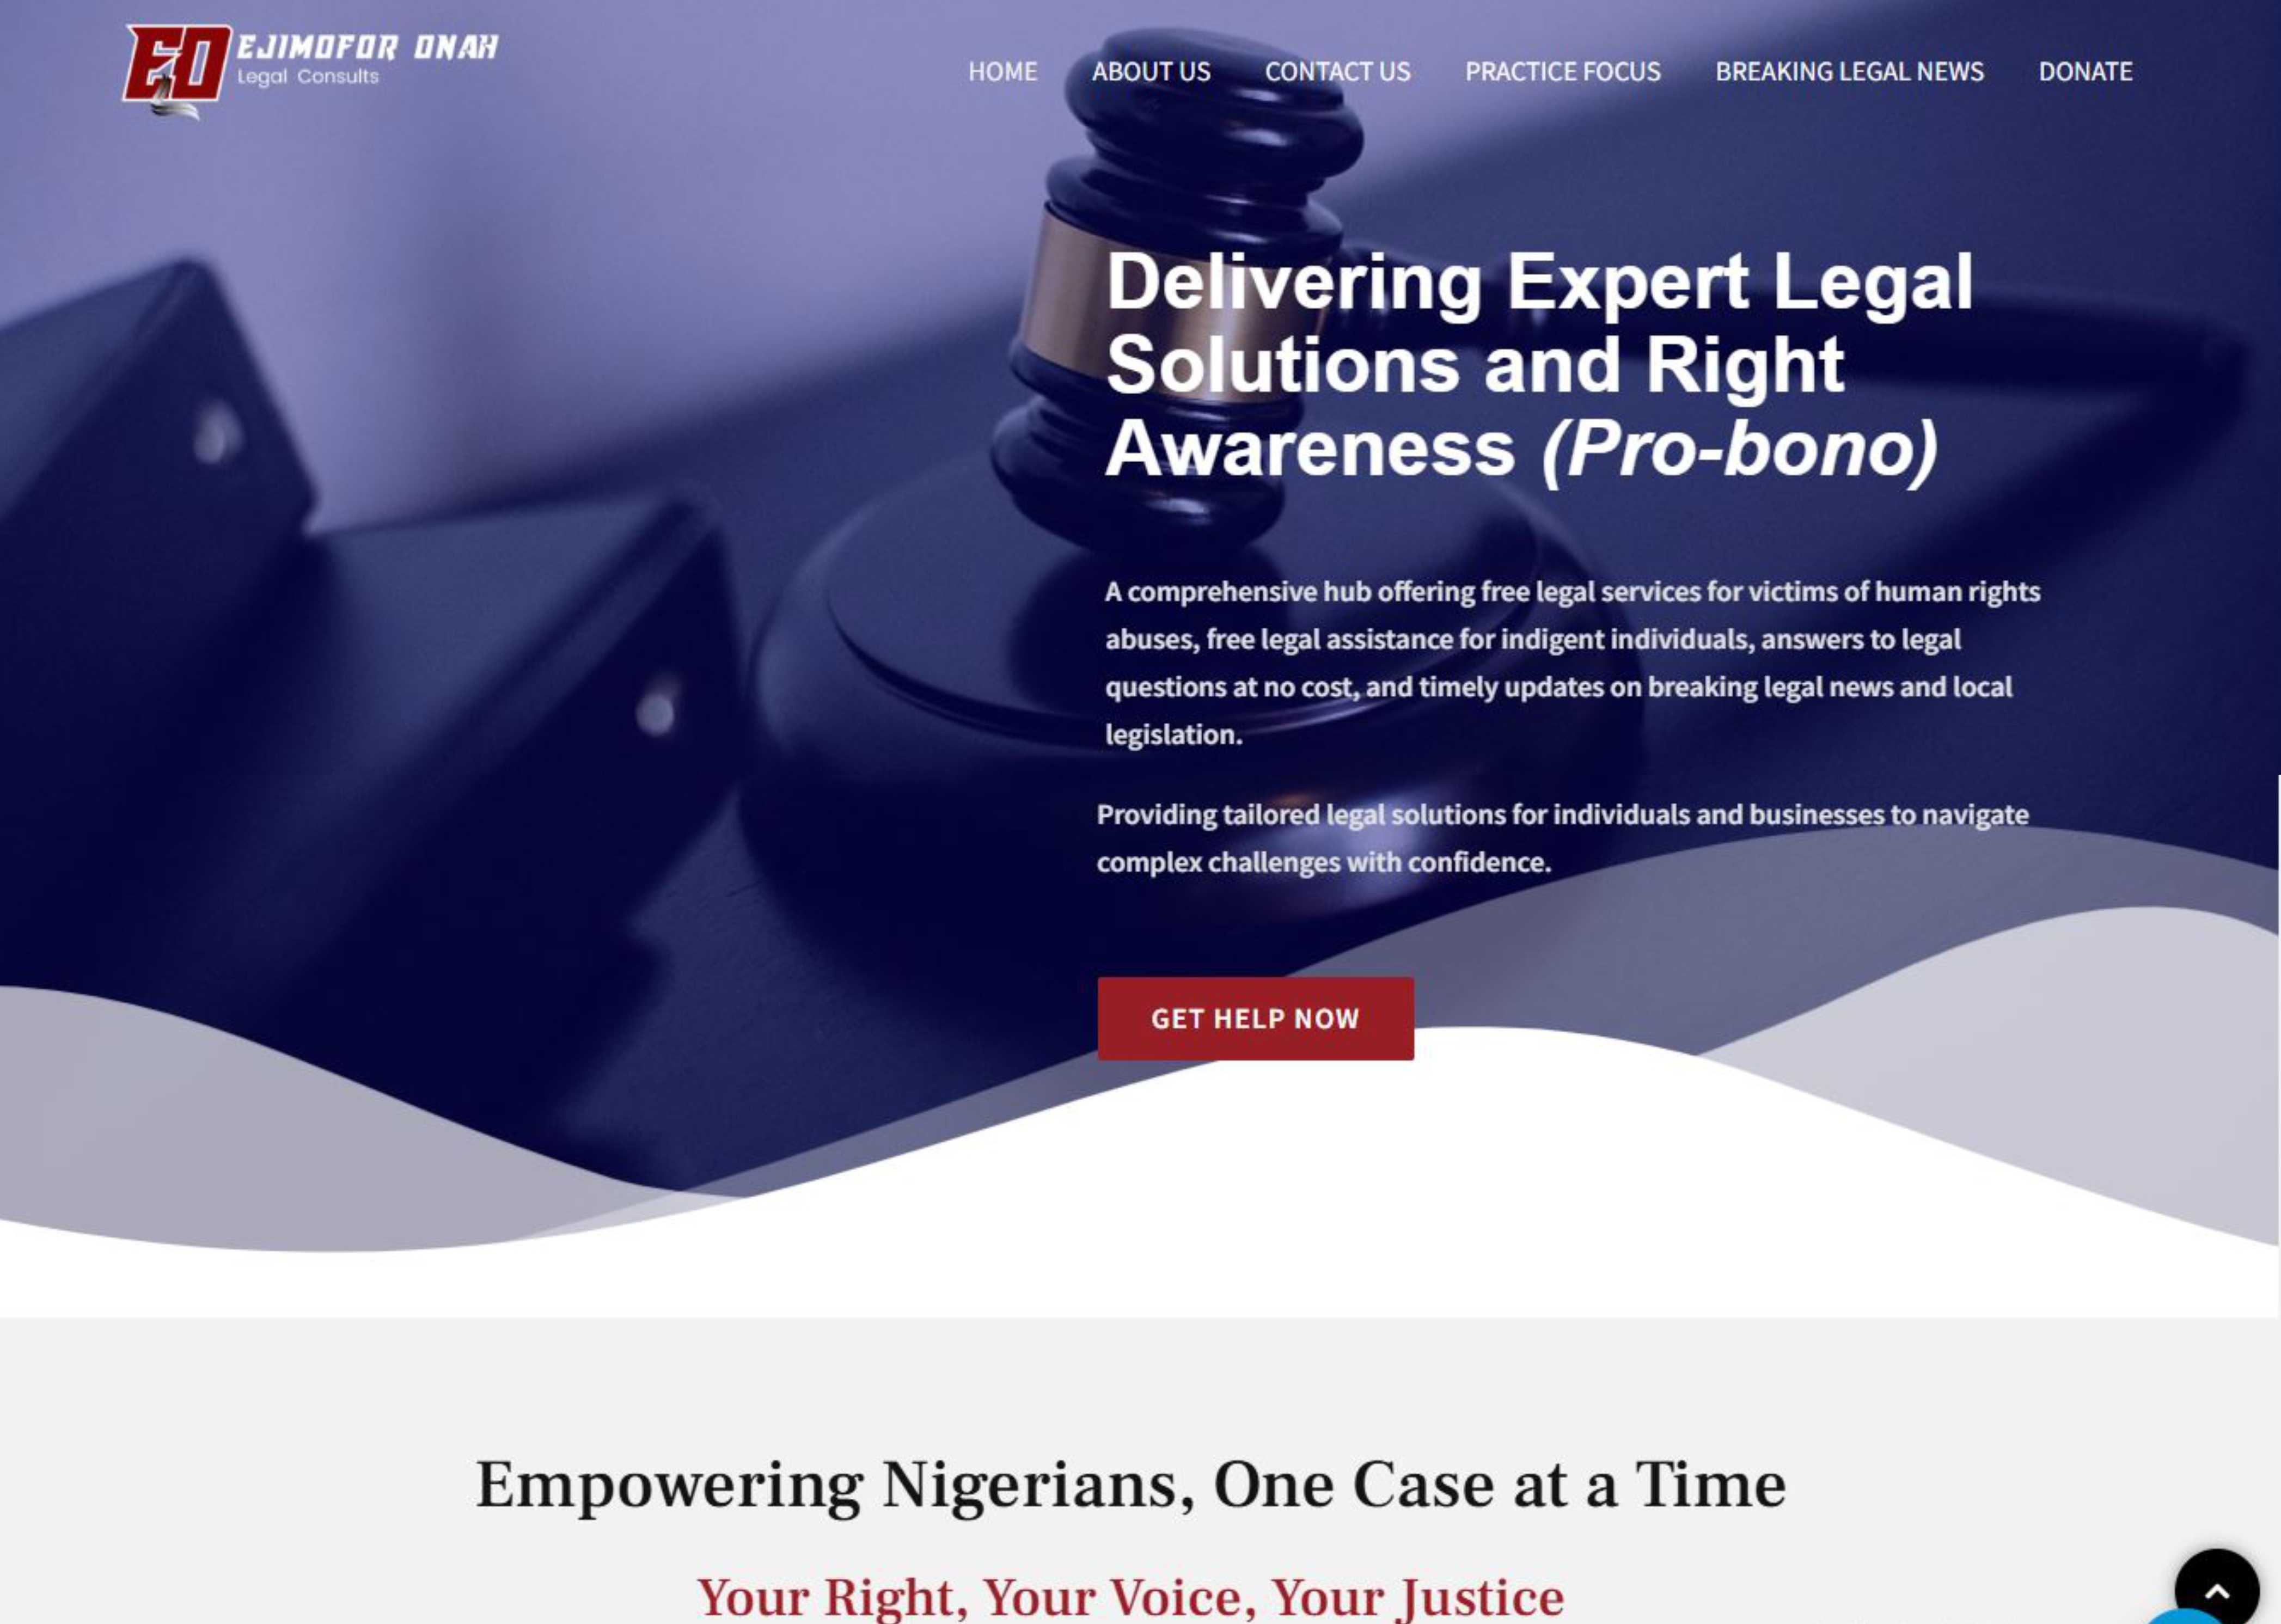 EJIMOFOR ONAH
Legal Consults
HOME ABOUT US CONTACT US PRACTICE FOCUS BREAKING LEGAL NEWS DONATE
Delivering Expert Legal
Solutions and Right
Awareness (Pro-bono)
A comprehensive hub offering free legal services for victims of human rights
abuses, free legal assistance for indigent individuals, answers to legal
questions at no cost, and timely updates on breaking legal news and local
legislation.
Providing tailored legal solutions for individuals and businesses to navigate
complex challenges with confidence.
GET HELP NOW
Empowering Nigerians, One Case at a Time
Your Right, Your Voice, Your Justice